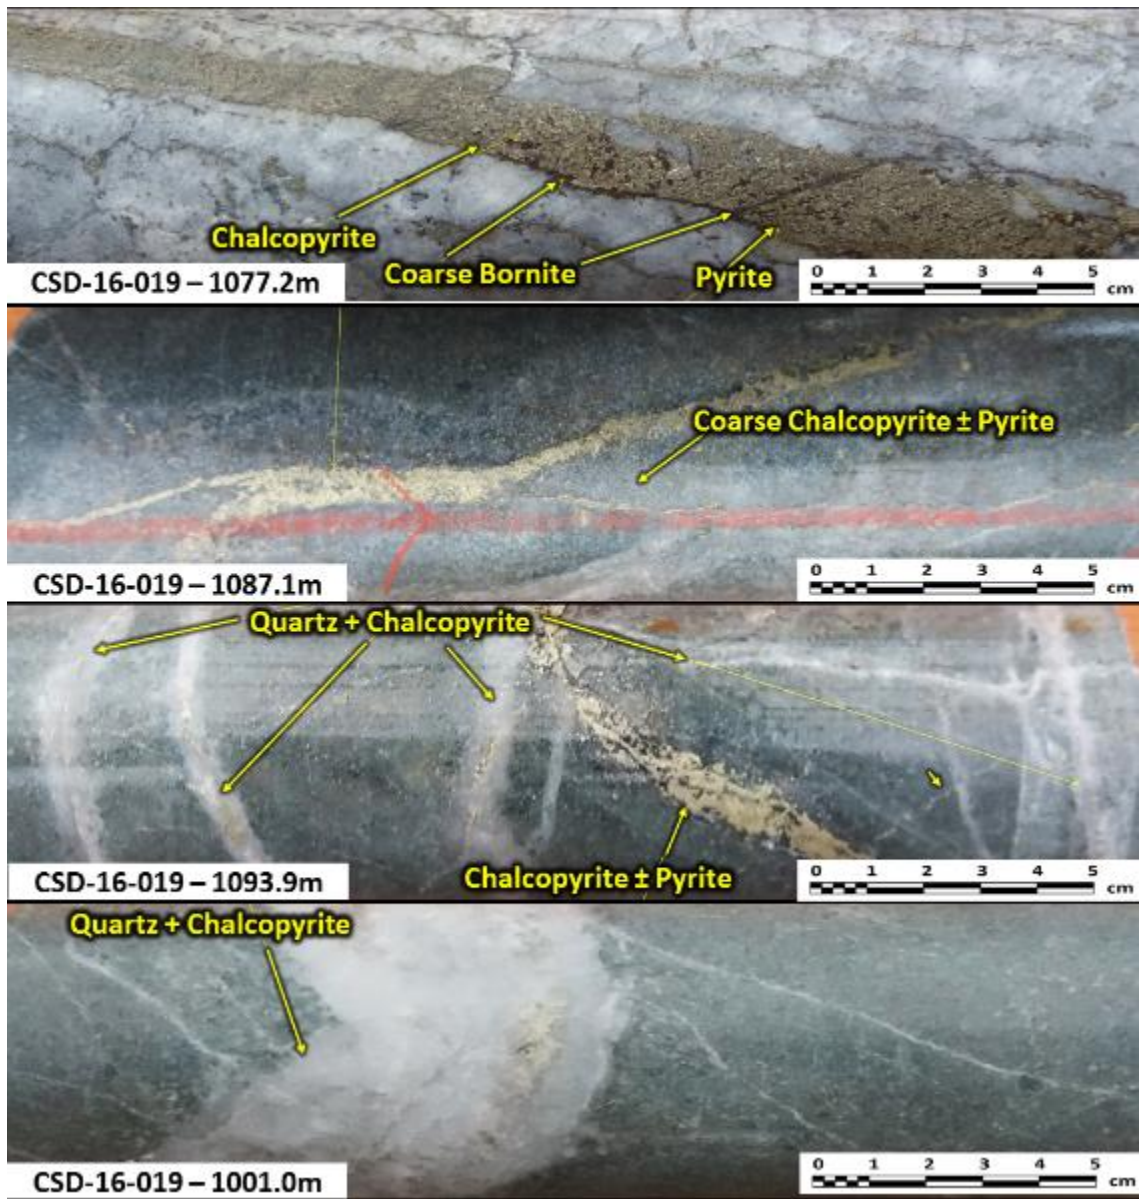 Chalcopyrite
Coarse Bornite
Pyrite
CSD-16-019 – 1077.2m
0 1 2 3 4 5
cm
Coarse Chalcopyrite ± Pyrite
CSD-16-019 – 1087.1m
0 1 2 3 4 5
cm
Quartz + Chalcopyrite
Chalcopyrite ± Pyrite
CSD-16-019 – 1093.9m
0 1 2 3 4 5
cm
Quartz + Chalcopyrite
CSD-16-019 – 1001.0m
0 1 2 3 4 5
cm